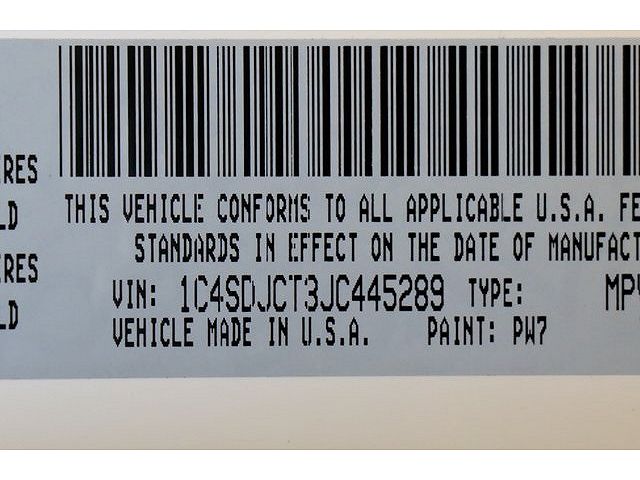 RES
LD
RES
LD
THIS VEHICLE CONFORMS TO ALL APPLICABLE U.S.A. FE
STANDARDS IN EFFECT ON THE DATE OF MANUFACT
VIN: 1C4SDJCT3JC445289 TYPE: MPV
VEHICLE MADE IN U.S.A. PAINT: PW7